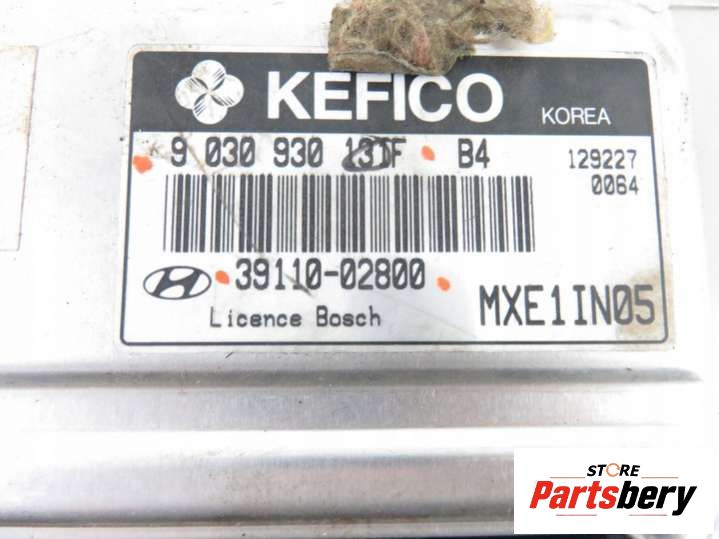 KEFICO
KOREA
9 030 930 B4
129227
0064
39110-02800
MXE1IN05
Licence Bosch
STORE
Partsbery